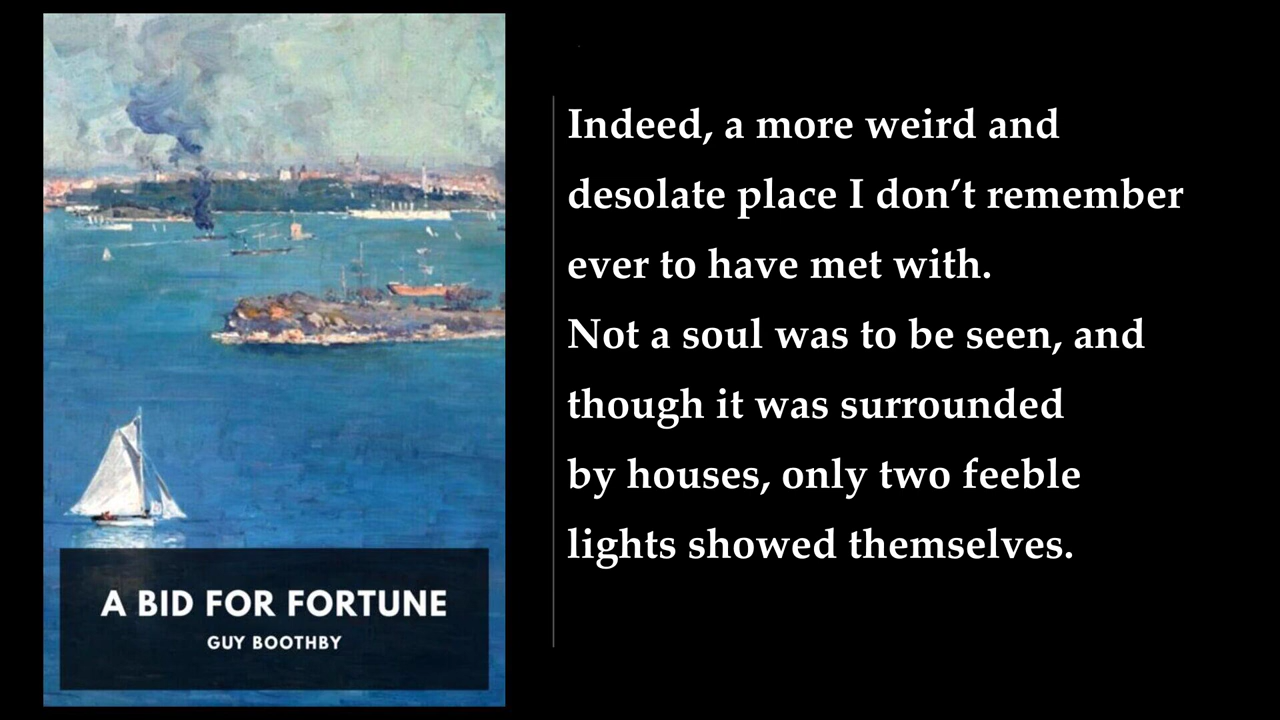 A BID FOR FORTUNE
GUY BOOTHBY
Indeed, a more weird and
desolate place I don’t remember
ever to have met with.
Not a soul was to be seen, and
though it was surrounded
by houses, only two feeble
lights showed themselves.